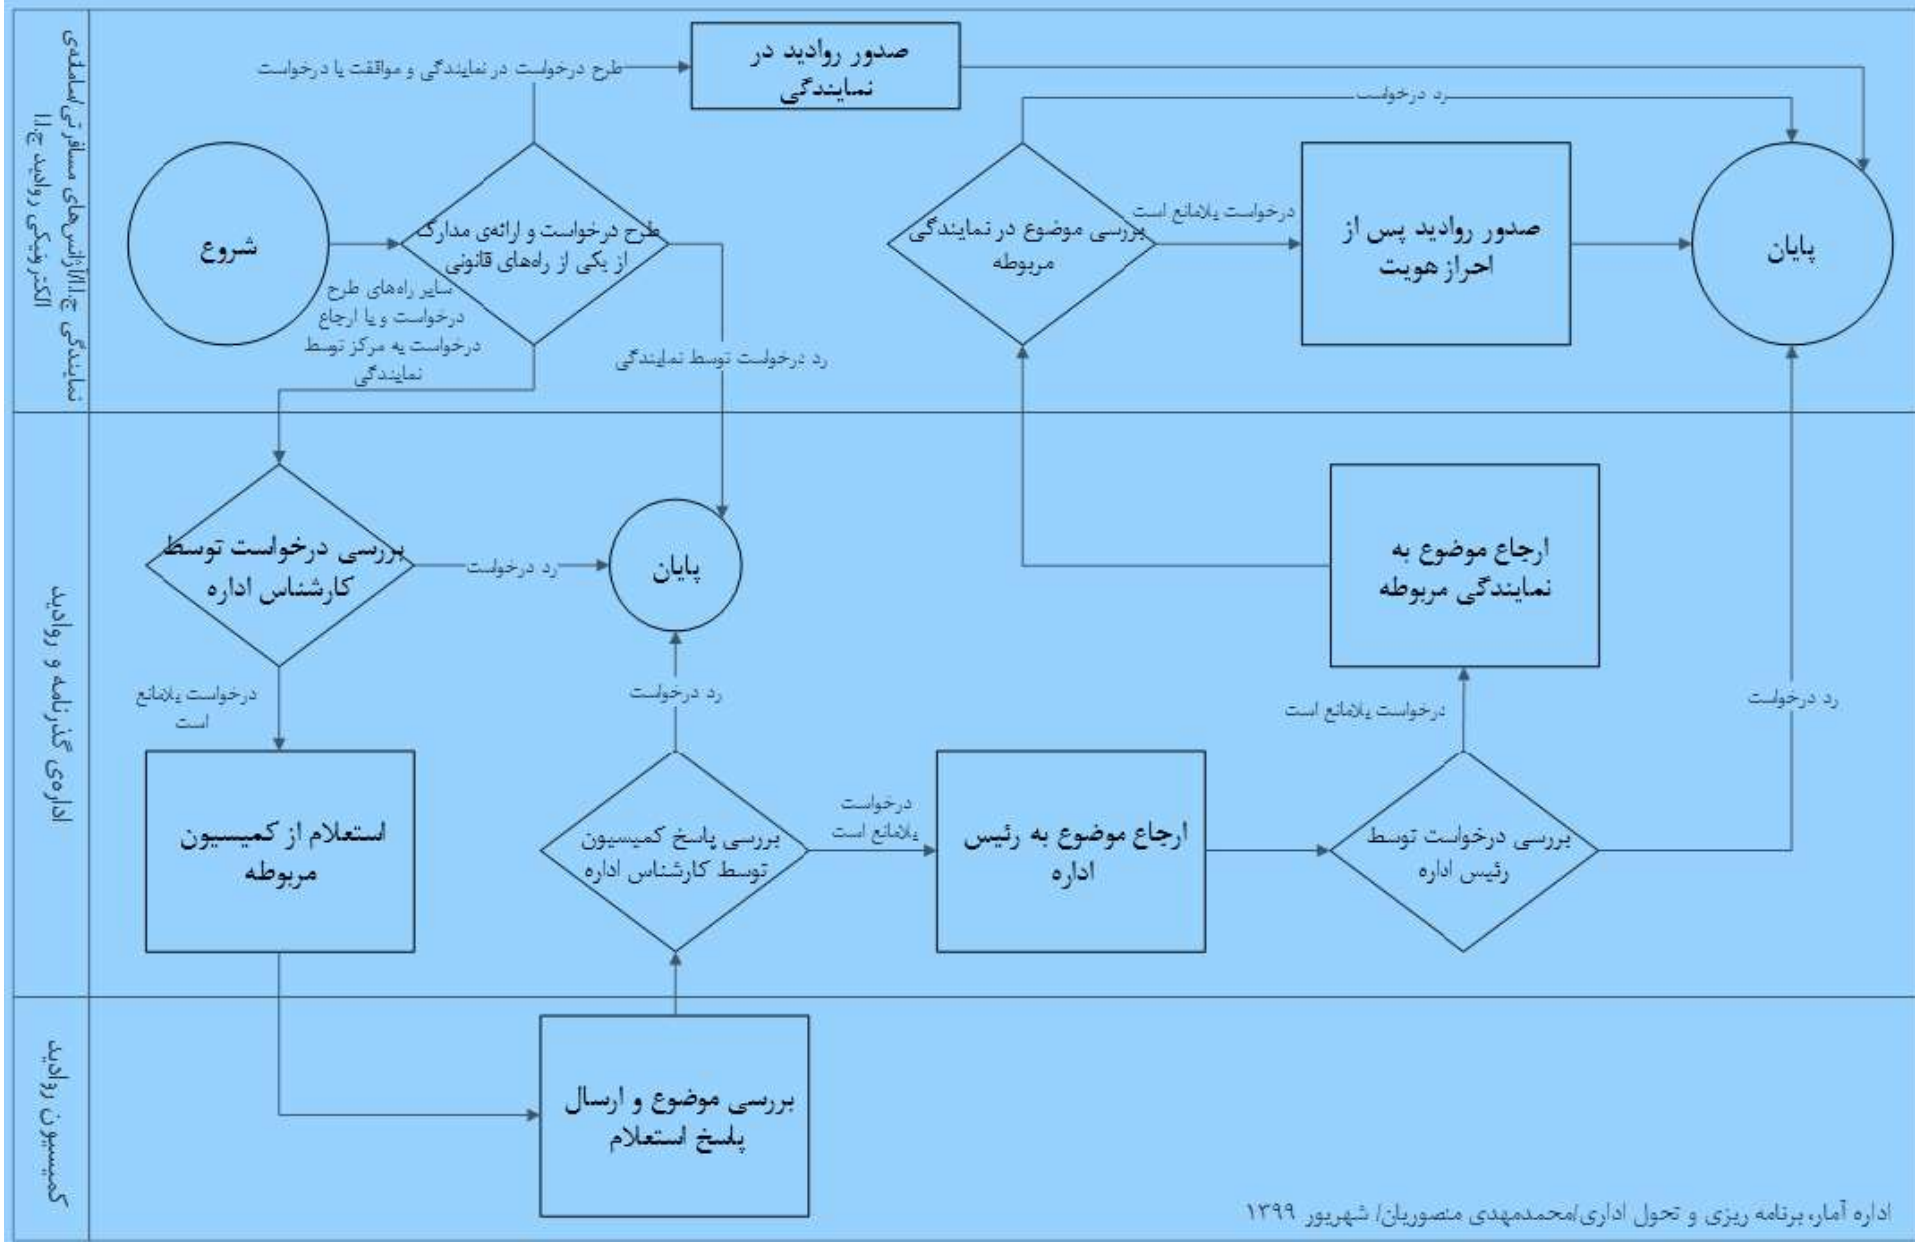 نمایندگی ج.ا.ا/آژانس‌های مسافرتی/سامانه‌ی
الکترونیکی روادید ج.ا.ا
طرح درخواست در نمایندگی و موافقت با درخواست
صدور روادید در
نمایندگی
رد درخواست
شروع
طرح درخواست و ارائه‌ی مدارک
از یکی از راه‌های قانونی
سایر راه‌های طرح
درخواست و یا ارجاع
درخواست به مرکز توسط
نمایندگی
رد درخواست توسط نمایندگی
بررسی موضوع در نمایندگی
مربوطه
درخواست بلامانع است
صدور روادید پس از
احراز هویت
پایان
اداره‌ی گذرنامه و روادید
بررسی درخواست توسط
کارشناس اداره
رد درخواست
پایان
ارجاع موضوع به
نمایندگی مربوطه
درخواست بلامانع
است
رد درخواست
درخواست بلامانع است
رد درخواست
استعلام از کمیسیون
مربوطه
بررسی پاسخ کمیسیون
توسط کارشناس اداره
درخواست
بلامانع است
ارجاع موضوع به رئیس
اداره
بررسی درخواست توسط
رئیس اداره
کمیسیون روادید
بررسی موضوع و ارسال
پاسخ استعلام
اداره آمار، برنامه ریزی و تحول اداری/محمدمهدی منصوریان/ شهریور ۱۳۹۹